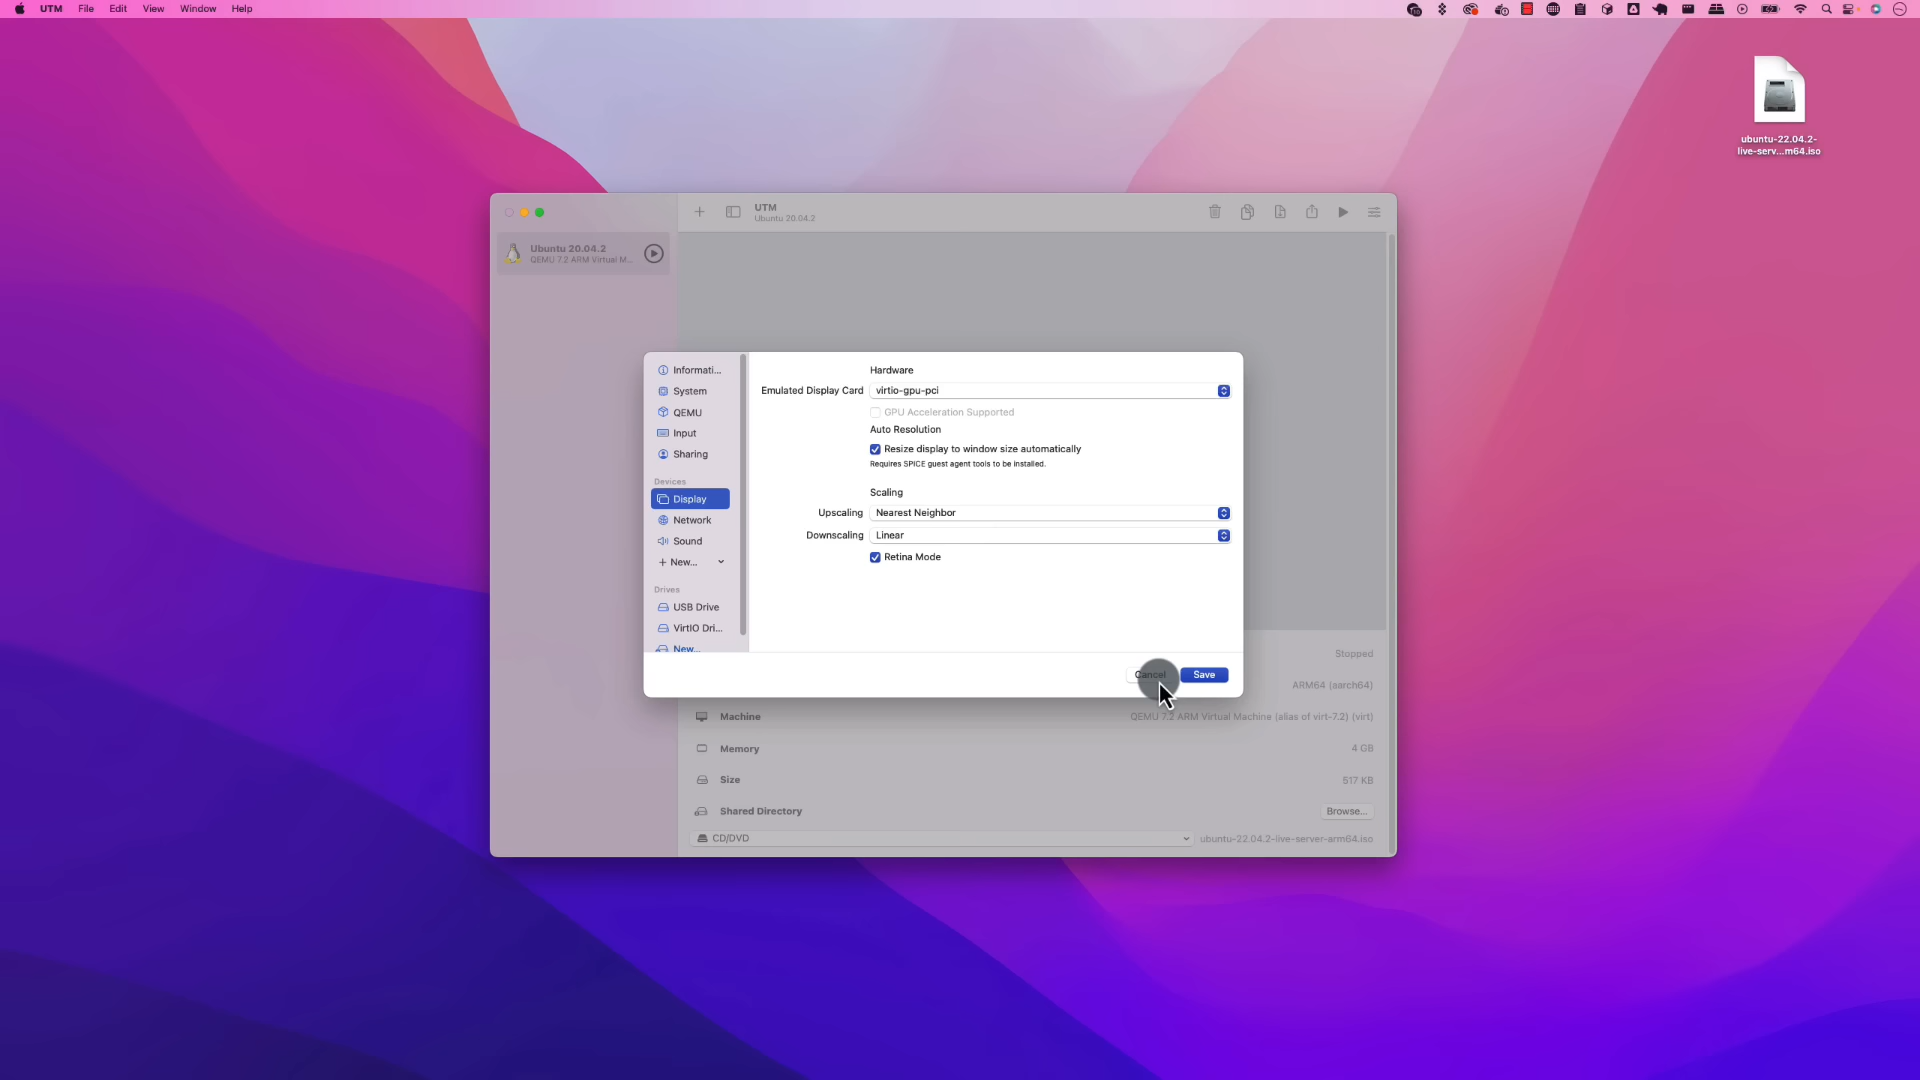 UTM File Edit View Window Help
ubuntu-22.04.2-
live-serv...m64.iso
UTM
Ubuntu 20.04.2
Ubuntu 20.04.2
QEMU 7.2 ARM Virtual M...
Informati...
System
QEMU
Input
Sharing
Devices
Display
Network
Sound
New...
Drives
USB Drive
VirtIO Dri...
New...
Hardware
Emulated Display Card virtio-gpu-pci
GPU Acceleration Supported
Auto Resolution
Resize display to window size automatically
Requires SPICE guest agent tools to be installed.
Scaling
Upscaling Nearest Neighbor
Downscaling Linear
Retina Mode
Cancel Save
Stopped
ARM64 (aarch64)
Machine QEMU 7.2 ARM Virtual Machine (alias of virt-7.2) (virt)
Memory 4 GB
Size 517 KB
Shared Directory Browse...
CD/DVD ubuntu-22.04.2-live-server-arm64.iso